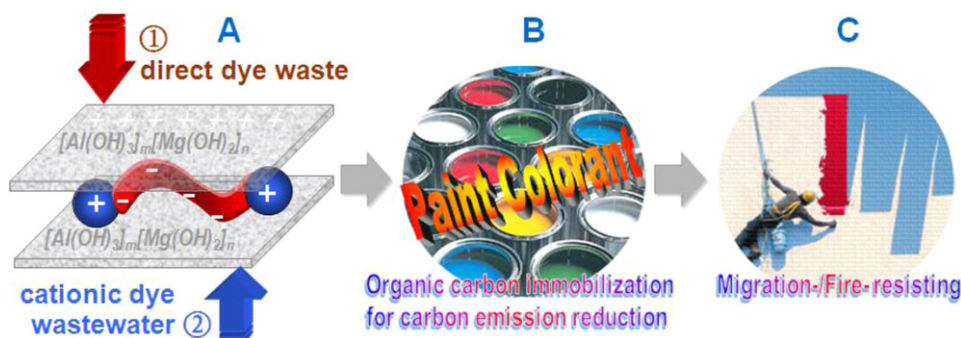 A
① direct dye waste
+ + + + + + +
[Al(OH)₃]ₘ[Mg(OH)₂]ₙ
-
+ - - - +
[Al(OH)₃]ₘ[Mg(OH)₂]ₙ
cationic dye
wastewater ②
B
Paint Colorant
Organic carbon immobilization
for carbon emission reduction
C
Migration-/Fire-resisting